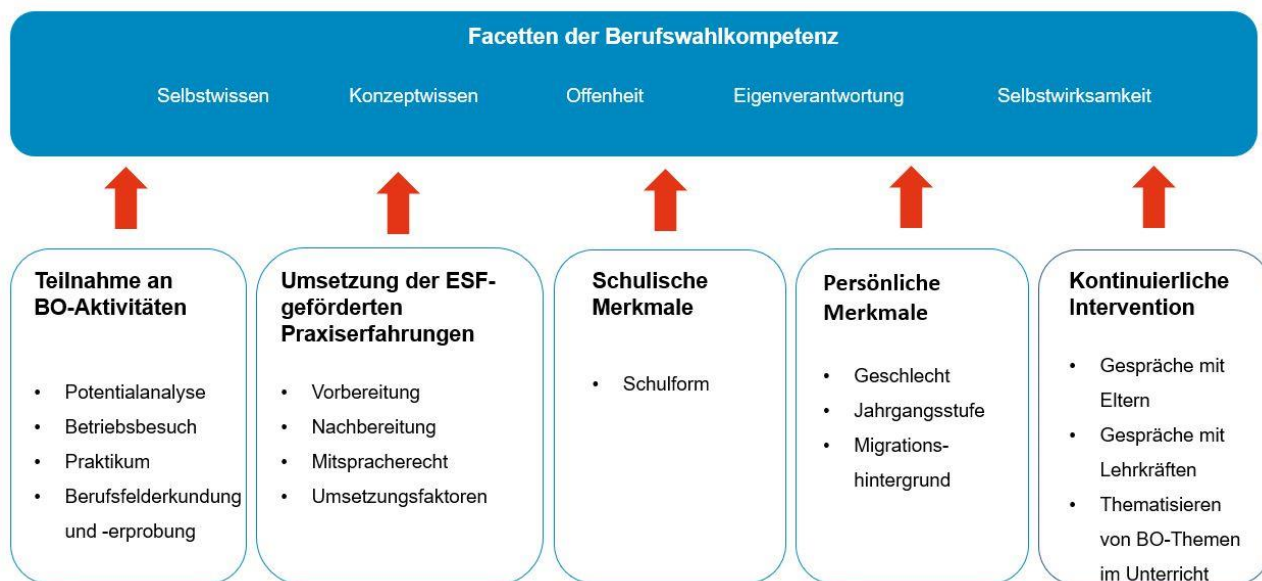 Facetten der Berufswahlkompetenz
Selbstwissen Konzeptwissen Offenheit Eigenverantwortung Selbstwirksamkeit
Teilnahme an
BO-Aktivitäten
• Potentialanalyse
• Betriebsbesuch
• Praktikum
• Berufsfelderkundung
und -erprobung
Umsetzung der ESF-
geförderten
Praxiserfahrungen
• Vorbereitung
• Nachbereitung
• Mitspracherecht
• Umsetzungsfaktoren
Schulische
Merkmale
• Schulform
Persönliche
Merkmale
• Geschlecht
• Jahrgangsstufe
• Migrations-
hintergrund
Kontinuierliche
Intervention
• Gespräche mit
Eltern
• Gespräche mit
Lehrkräften
• Thematisieren
von BO-Themen
im Unterricht